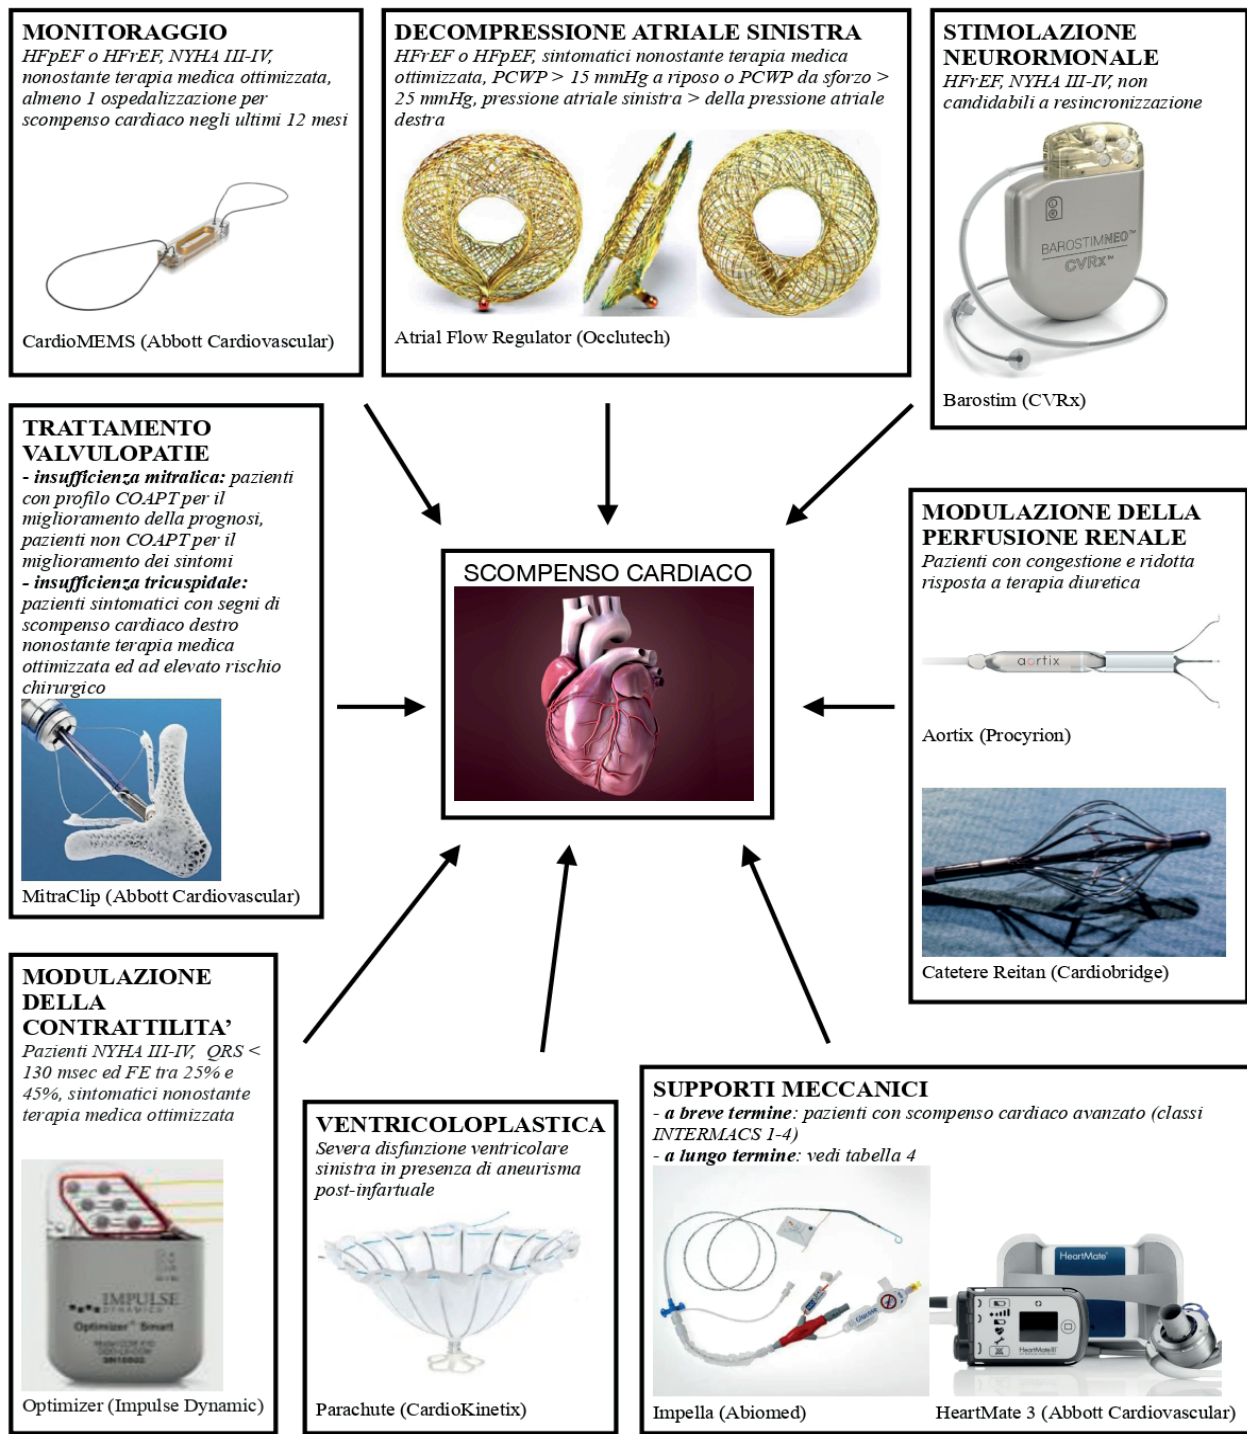 MONITORAGGIO
HFpEF o HFrEF, NYHA III-IV,
nonostante terapia medica ottimizzata,
almeno 1 ospedalizzazione per
scompenso cardiaco negli ultimi 12 mesi
CardioMEMS (Abbott Cardiovascular)
DECOMPRESSIONE ATRIALE SINISTRA
HFrEF o HFpEF, sintomatici nonostante terapia medica
ottimizzata, PCWP > 15 mmHg a riposo o PCWP da sforzo >
25 mmHg, pressione atriale sinistra > della pressione atriale
destra
Atrial Flow Regulator (Occlutech)
STIMOLAZIONE
NEURORMONALE
HFrEF, NYHA III-IV, non
candidabili a resincronizzazione
BAROSTIMNEO™
CVRx™
Barostim (CVRx)
TRATTAMENTO
VALVULOPATIE
- insufficienza mitralica: pazienti
con profilo COAPT per il
miglioramento della prognosi,
pazienti non COAPT per il
miglioramento dei sintomi
- insufficienza tricuspidale:
pazienti sintomatici con segni di
scompenso cardiaco destro
nonostante terapia medica
ottimizzata ed ad elevato rischio
chirurgico
MitraClip (Abbott Cardiovascular)
SCOMPENSO CARDIACO
MODULAZIONE DELLA
PERFUSIONE RENALE
Pazienti con congestione e ridotta
risposta a terapia diuretica
aortix
Aortix (Procyrion)
Catetere Reitan (Cardiobridge)
MODULAZIONE
DELLA
CONTRATTILITA’
Pazienti NYHA III-IV, QRS <
130 msec ed FE tra 25% e
45%, sintomatici nonostante
terapia medica ottimizzata
IMPULSE
DYNAMICS
Optimizer™ Smart
Optimizer (Impulse Dynamic)
VENTRICOLOPLASTICA
Severa disfunzione ventricolare
sinistra in presenza di aneurisma
post-infartuale
Parachute (CardioKinetix)
SUPPORTI MECCANICI
- a breve termine: pazienti con scompenso cardiaco avanzato (classi
INTERMACS 1-4)
- a lungo termine: vedi tabella 4
Impella (Abiomed)
HeartMate
HeartMate 3 (Abbott Cardiovascular)